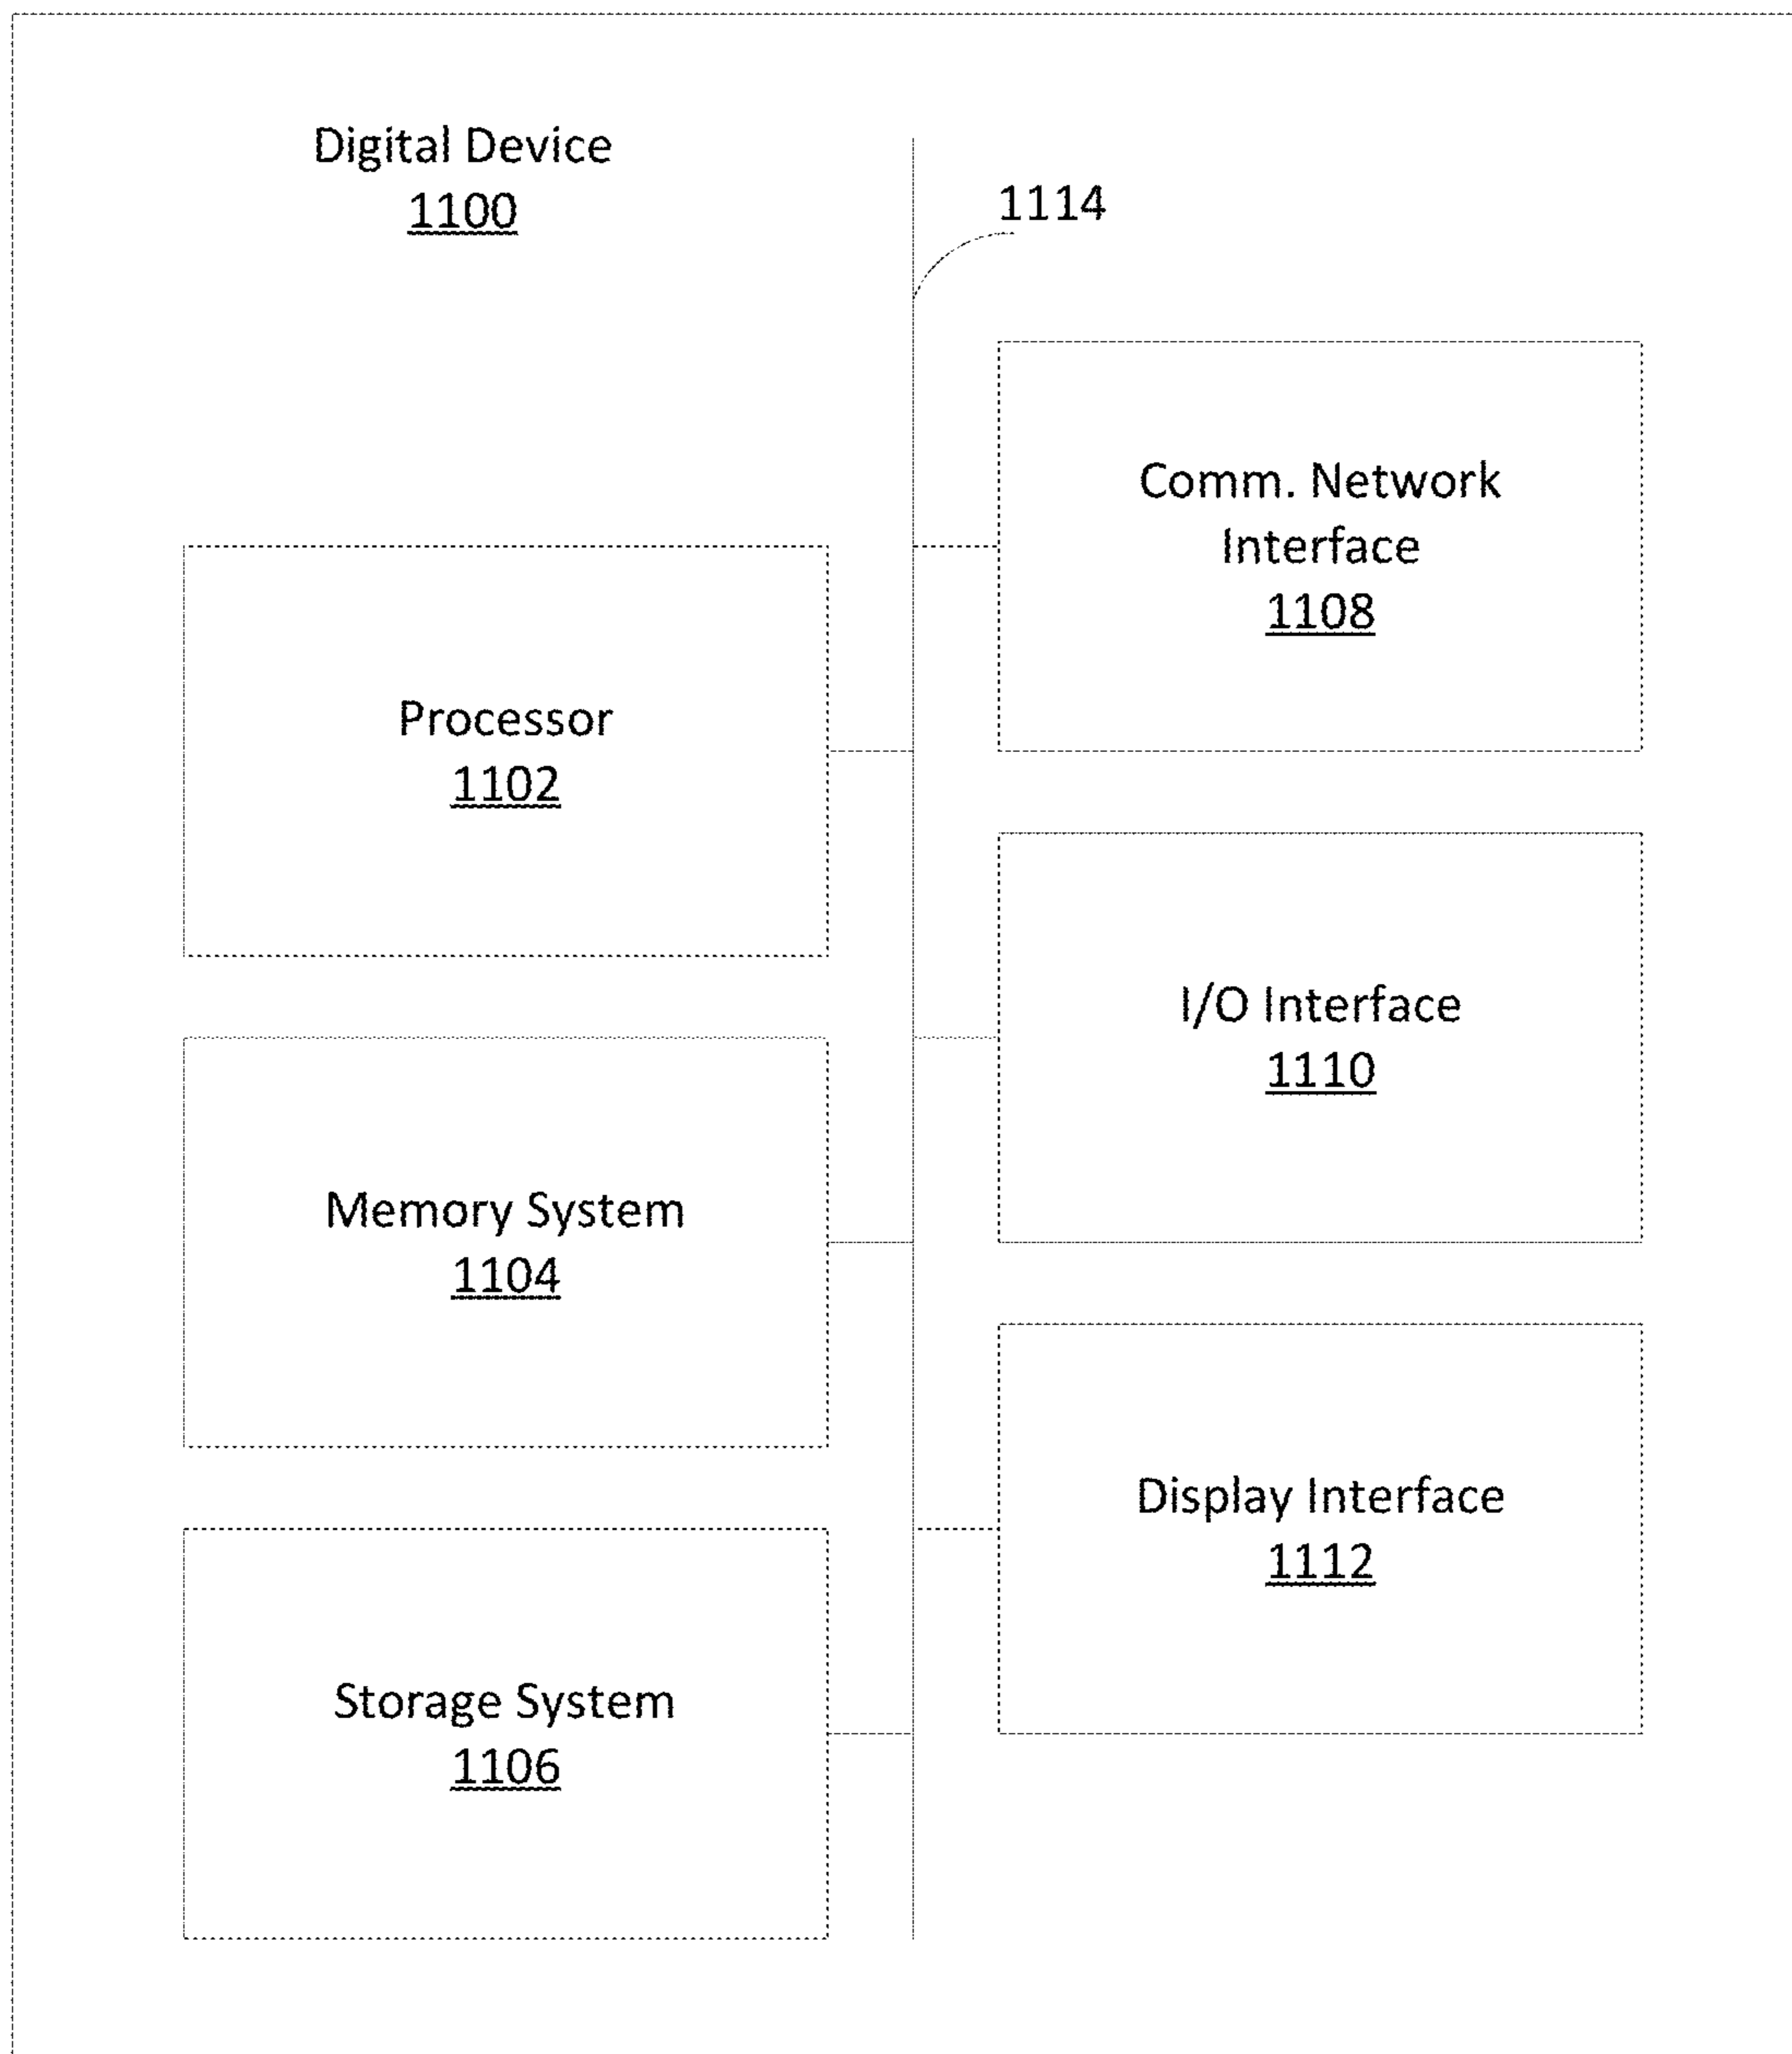 Digital Device
1100
1114
Comm. Network
Interface
1108
Processor
1102
I/O Interface
1110
Memory System
1104
Display Interface
1112
Storage System
1106